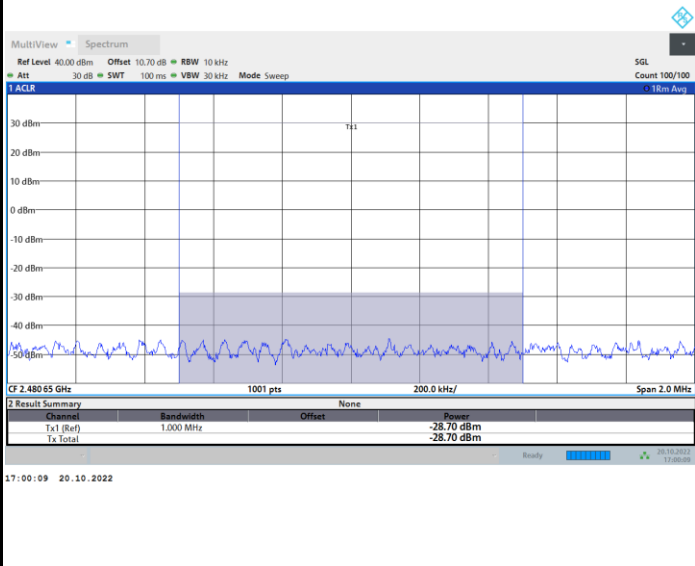 MultiView Spectrum
Ref Level 40.00 dBm Offset 10.70 dB RBW 10 kHz SGL
Att 30 dB SWT 100 ms VBW 30 kHz Mode Sweep Count 100/100
1 ACLR 1Rm Avg
Tx1
30 dBm
20 dBm
10 dBm
0 dBm
-10 dBm
-20 dBm
-30 dBm
-40 dBm
-50 dBm
CF 2.48065 GHz 1001 pts 200.0 kHz/ Span 2.0 MHz
2 Result Summary None
Channel Bandwidth Offset Power
Tx1 (Ref) 1.000 MHz -28.70 dBm
Tx Total -28.70 dBm
Ready 20.10.2022
17:00:09
17:00:09 20.10.2022